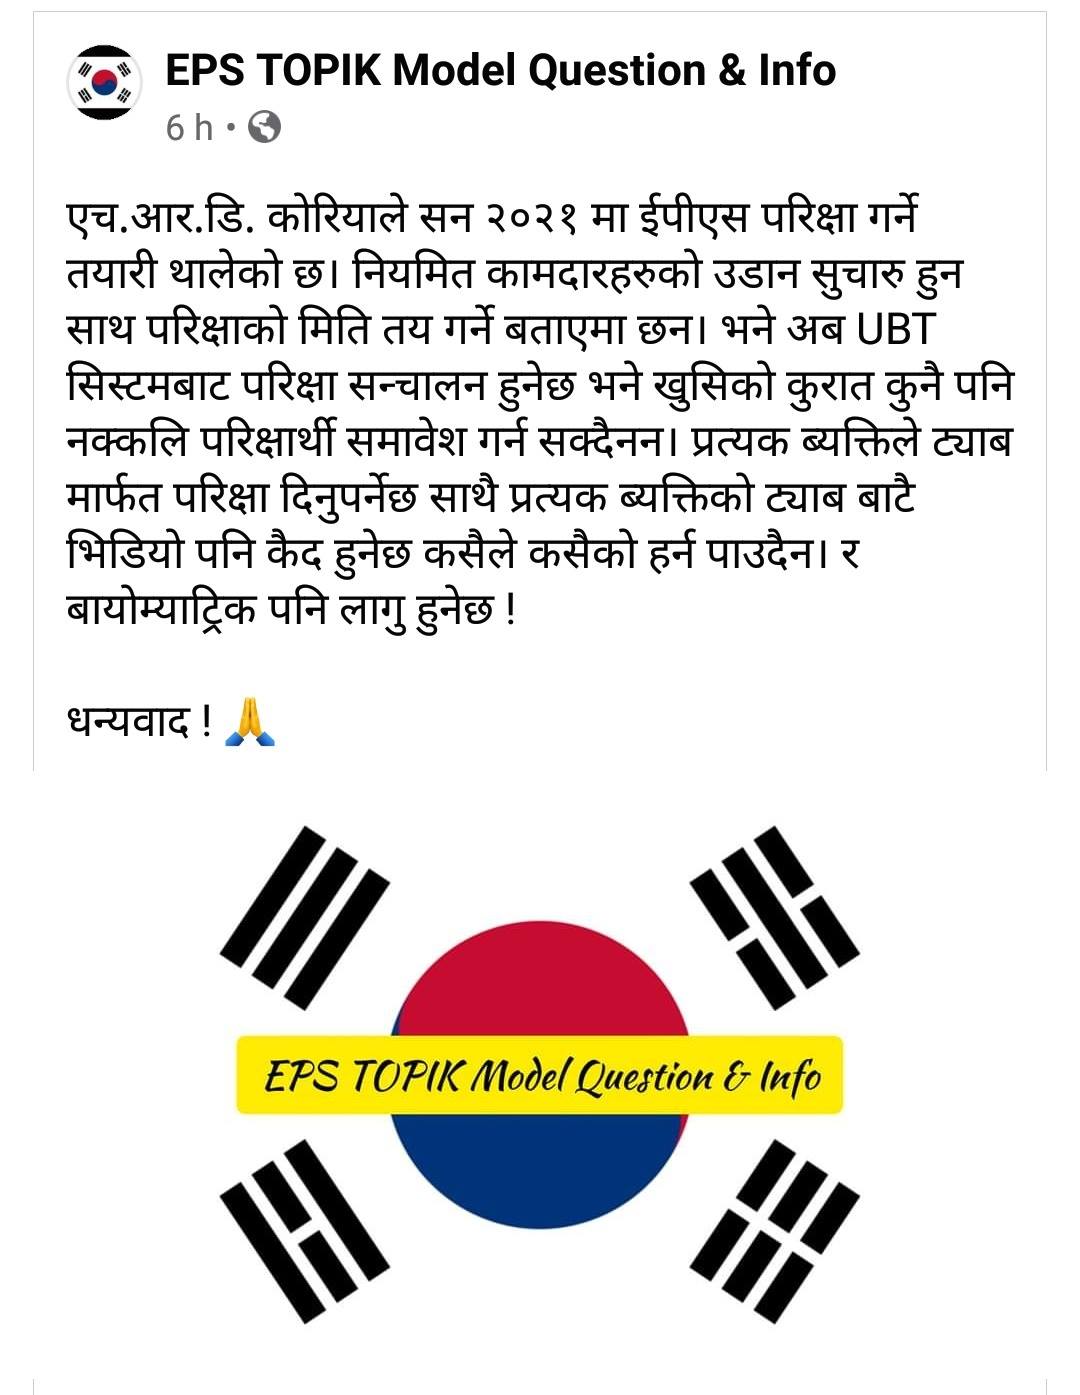 EPS TOPIK Model Question & Info
6 h •
एच.आर.डि. कोरियाले सन २०२१ मा ईपीएस परिक्षा गर्ने
तयारी थालेको छ। नियमित कामदारहरुको उडान सुचारु हुन
साथ परिक्षाको मिति तय गर्ने बताएमा छन। भने अब UBT
सिस्टमबाट परिक्षा सन्चालन हुनेछ भने खुसिको कुरात कुनै पनि
नक्कलि परिक्षार्थी समावेश गर्न सक्दैनन। प्रत्यक ब्यक्तिले ट्याब
मार्फत परिक्षा दिनुपर्नेछ साथै प्रत्यक ब्यक्तिको ट्याब बाटै
भिडियो पनि कैद हुनेछ कसैले कसैको हर्न पाउदैन। र
बायोम्याट्रिक पनि लागु हुनेछ !
धन्यवाद ! 🙏
EPS TOPIK Model Question & Info